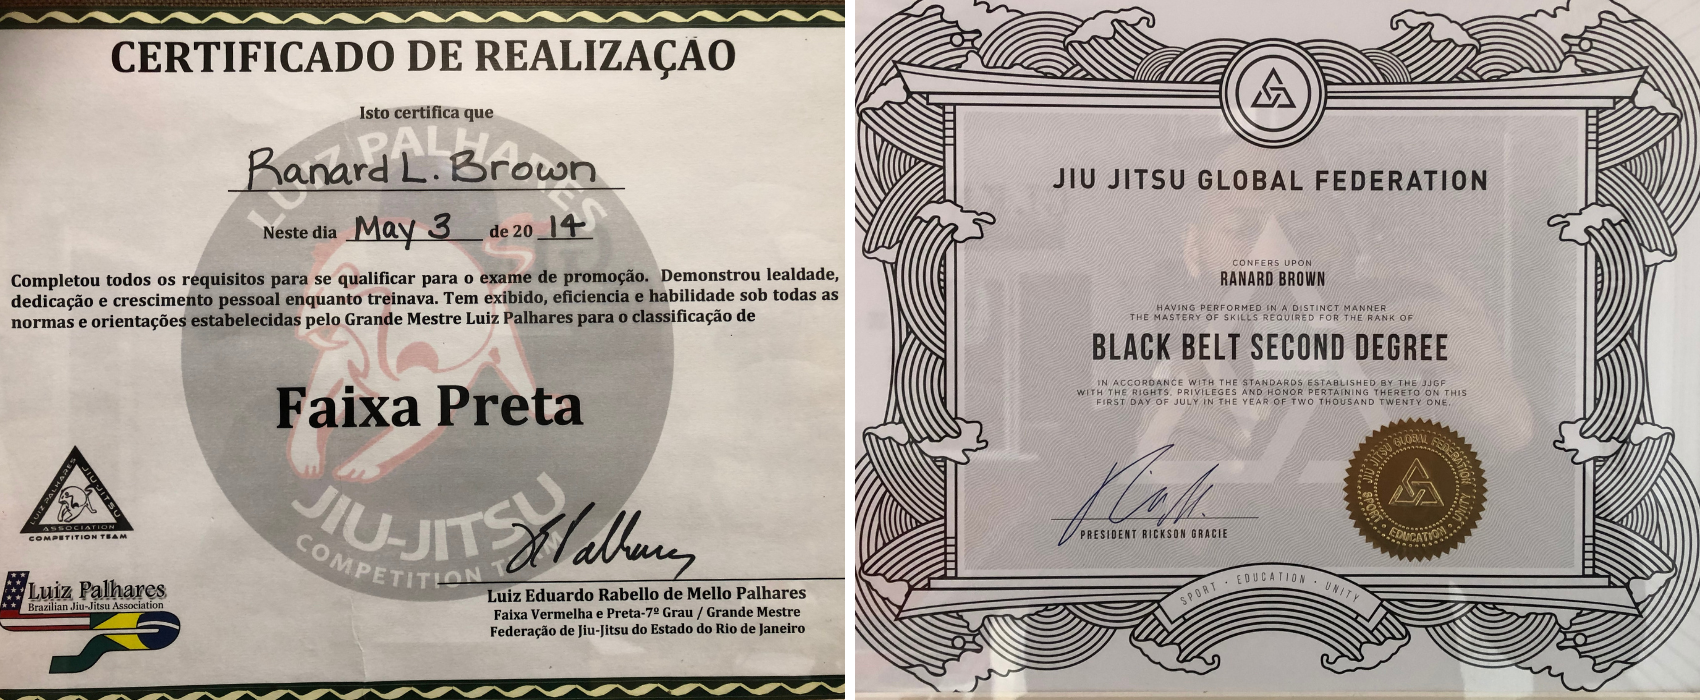 CERTIFICADO DE REALIZAÇÃO
Isto certifica que
Ranard L. Brown
Neste dia May 3 de 20 14
Completou todos os requisitos para se qualificar para o exame de promoção. Demonstrou lealdade,
dedicação e crescimento pessoal enquanto treinava. Tem exibido, eficiencia e habilidade sob todas as
normas e orientações estabelecidas pelo Grande Mestre Luiz Palhares para o classificação de
Faixa Preta
LUIZ PALHARES
JIU-JITSU
COMPETITION
LUIZ PALHARES JIU-JITSU
ASSOCIATION
COMPETITION TEAM
Luiz Palhares
Brazilian Jiu-Jitsu Association
Luiz Eduardo Rabello de Mello Palhares
Faixa Vermelha e Preta-7º Grau / Grande Mestre
Federação de Jiu-Jitsu do Estado do Rio de Janeiro
JIU JITSU GLOBAL FEDERATION
CONFERS UPON
RANARD BROWN
HAVING PERFORMED IN A DISTINCT MANNER
THE MASTERY OF SKILLS REQUIRED FOR THE RANK OF
BLACK BELT SECOND DEGREE
IN ACCORDANCE WITH THE STANDARDS ESTABLISHED BY THE JJGF
WITH THE RIGHTS, PRIVILEGES AND HONOR PERTAINING THERETO ON THIS
FIRST DAY OF JULY IN THE YEAR OF TWO THOUSAND TWENTY ONE.
PRESIDENT RICKSON GRACIE
JIU JITSU GLOBAL FEDERATION
SPORT • EDUCATION • UNITY
SPORT • EDUCATION • UNITY